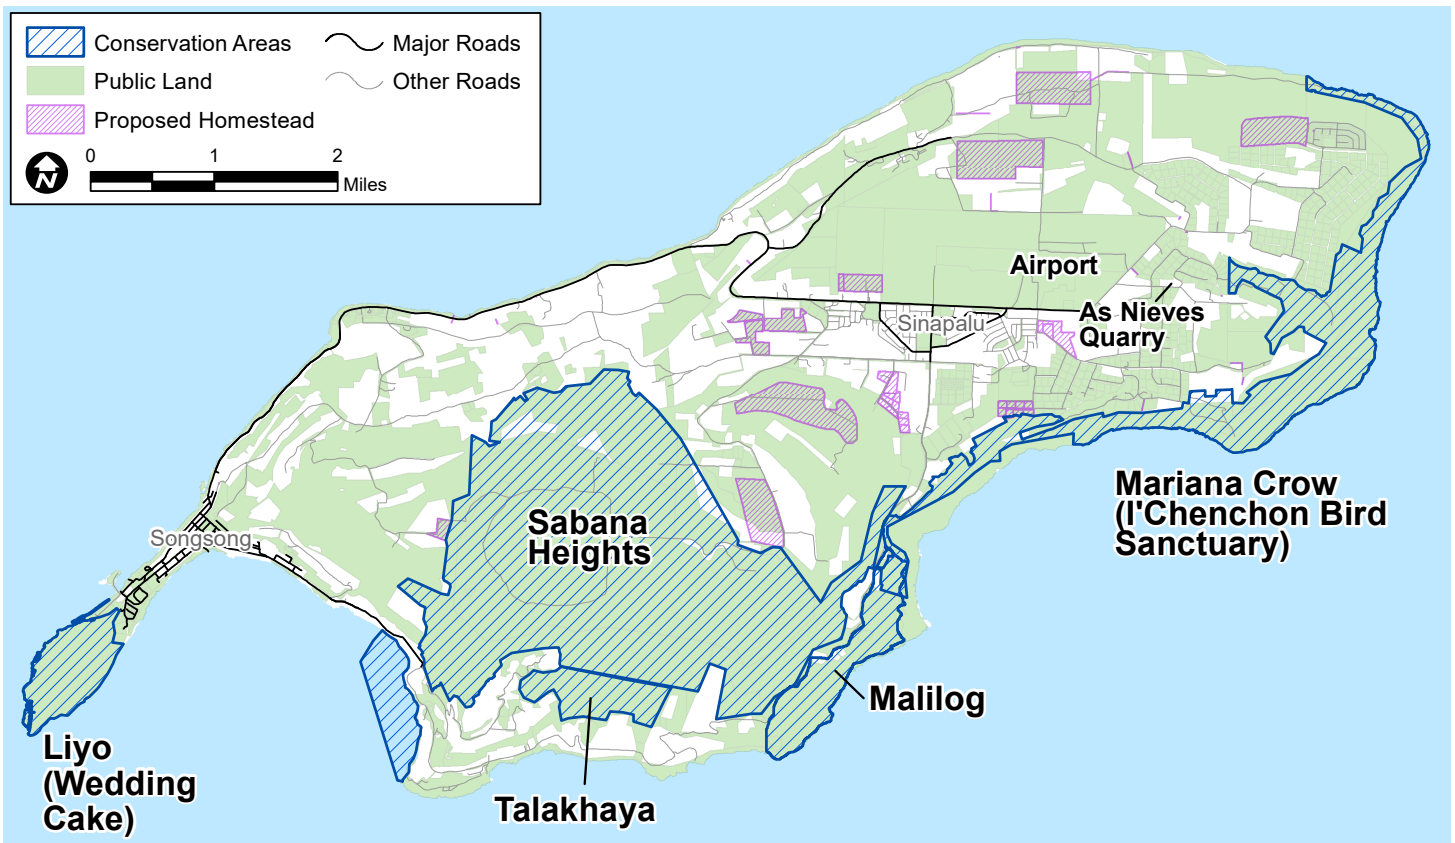 Conservation Areas
Major Roads
Public Land
Other Roads
Proposed Homestead
N
0 1 2
Miles
Airport
As Nieves
Quarry
Sinapalu
Mariana Crow
(I'Chenchon Bird
Sanctuary)
Sabana
Heights
Songsong
Malilog
Liyo
(Wedding
Cake)
Talakhaya